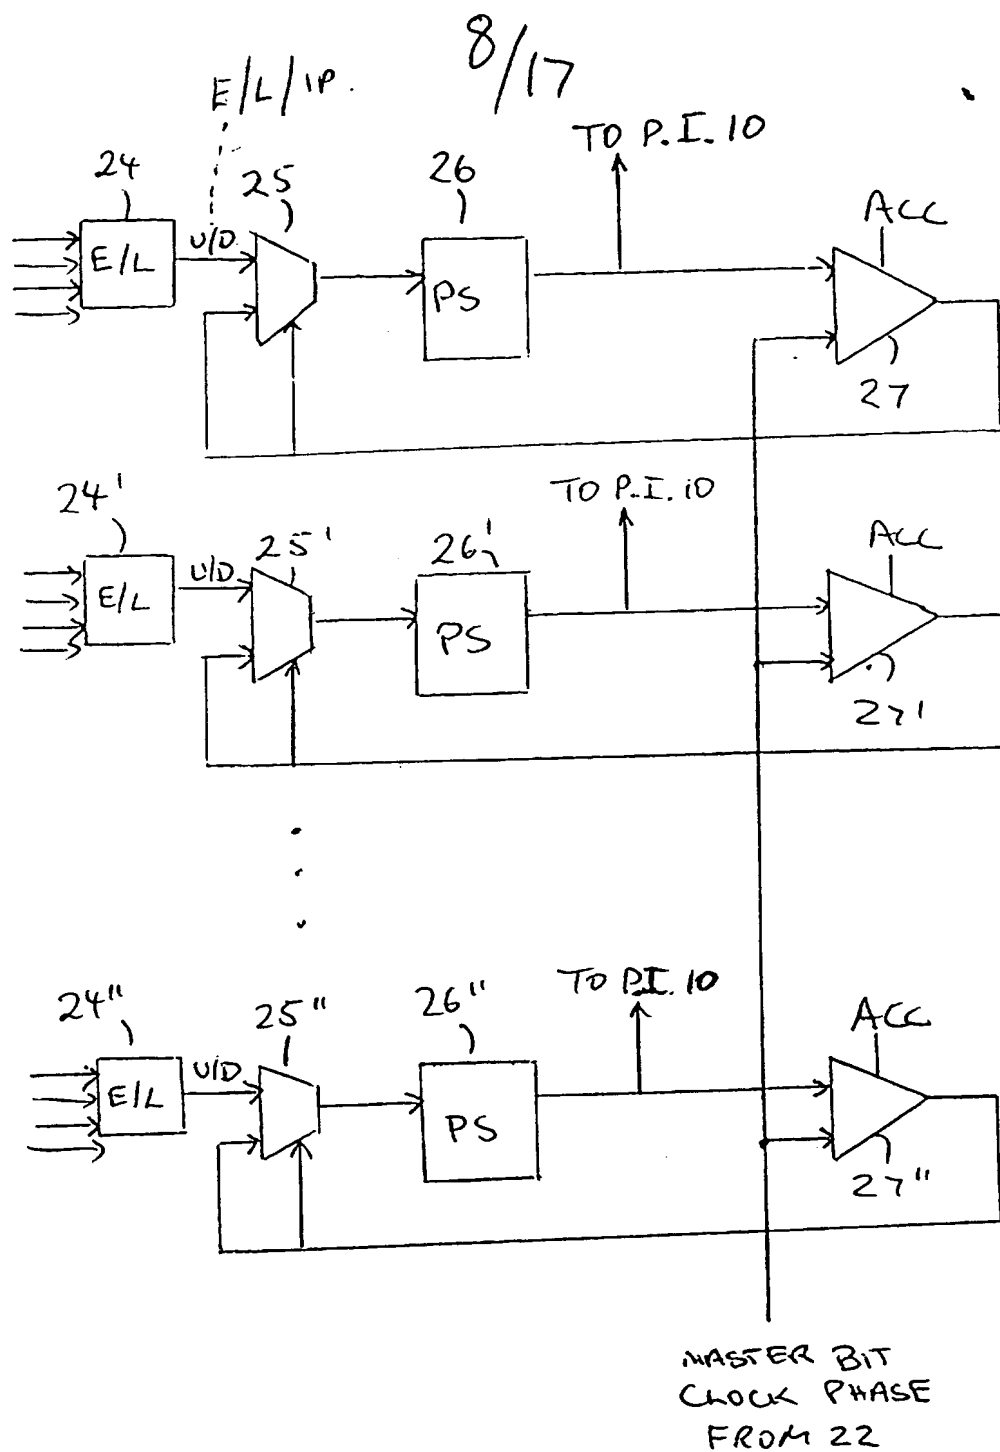 8/17
E/L/IP.
TO P.I. 10
24
25
26
ACC
E/L
U/D
PS
27
24'
25'
26'
TO P.I. 10
ACC
E/L
U/D
PS
27'
24"
25"
26"
TO P.I. 10
ACC
E/L
U/D
PS
27"
MASTER BIT
CLOCK PHASE
FROM 22